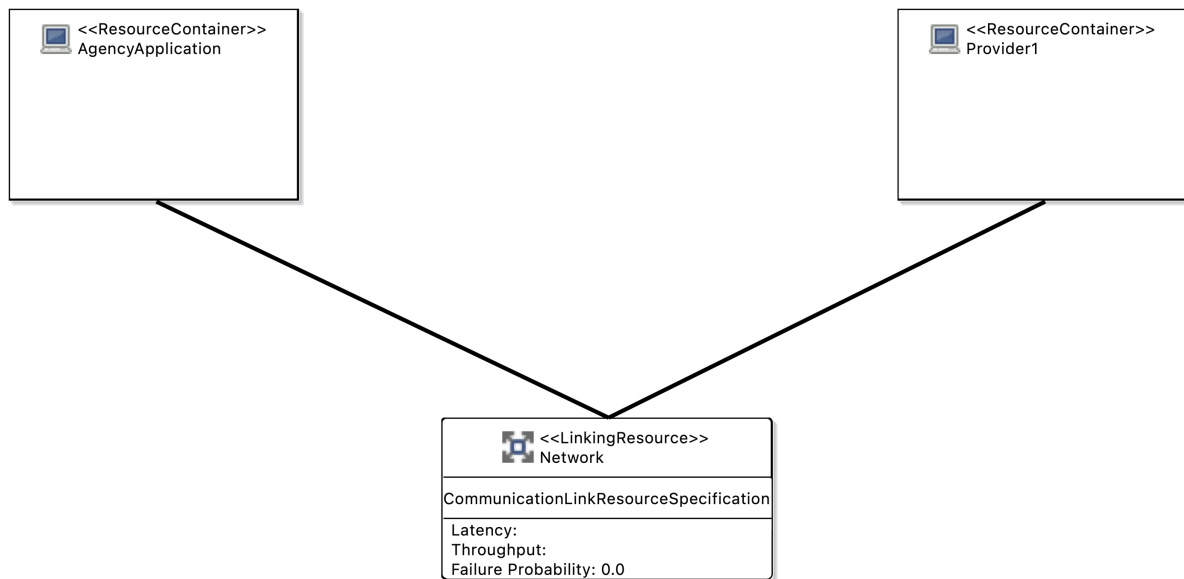 <<ResourceContainer>>
AgencyApplication
<<ResourceContainer>>
Provider1
<<LinkingResource>>
Network
CommunicationLinkResourceSpecification
Latency:
Throughput:
Failure Probability: 0.0